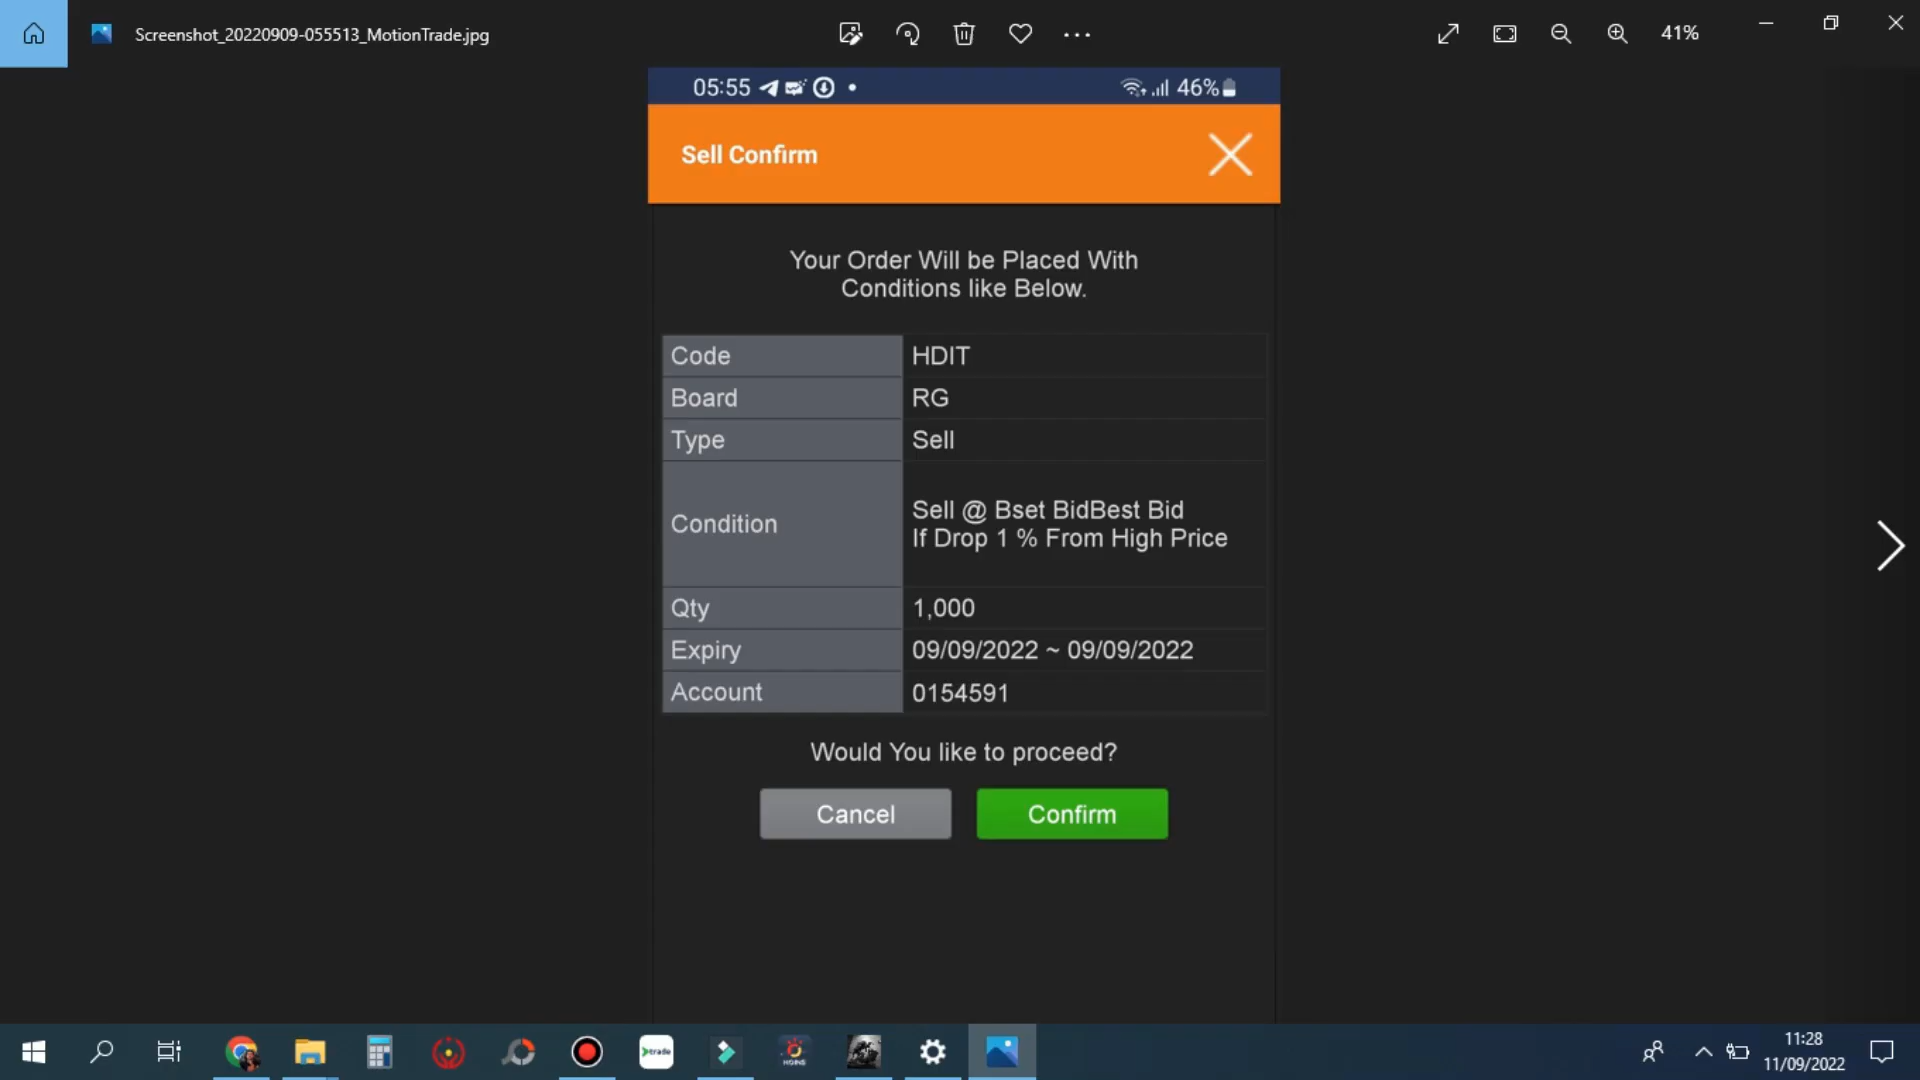 Screenshot_20220909-055513_MotionTrade.jpg
41%
05:55
46%
Sell Confirm
Your Order Will be Placed With
Conditions like Below.
Code HDIT
Board RG
Type Sell
Condition Sell @ Bset BidBest Bid
If Drop 1 % From High Price
Qty 1,000
Expiry 09/09/2022 ~ 09/09/2022
Account 0154591
Would You like to proceed?
Cancel Confirm
trade
HGINS
11:28
11/09/2022